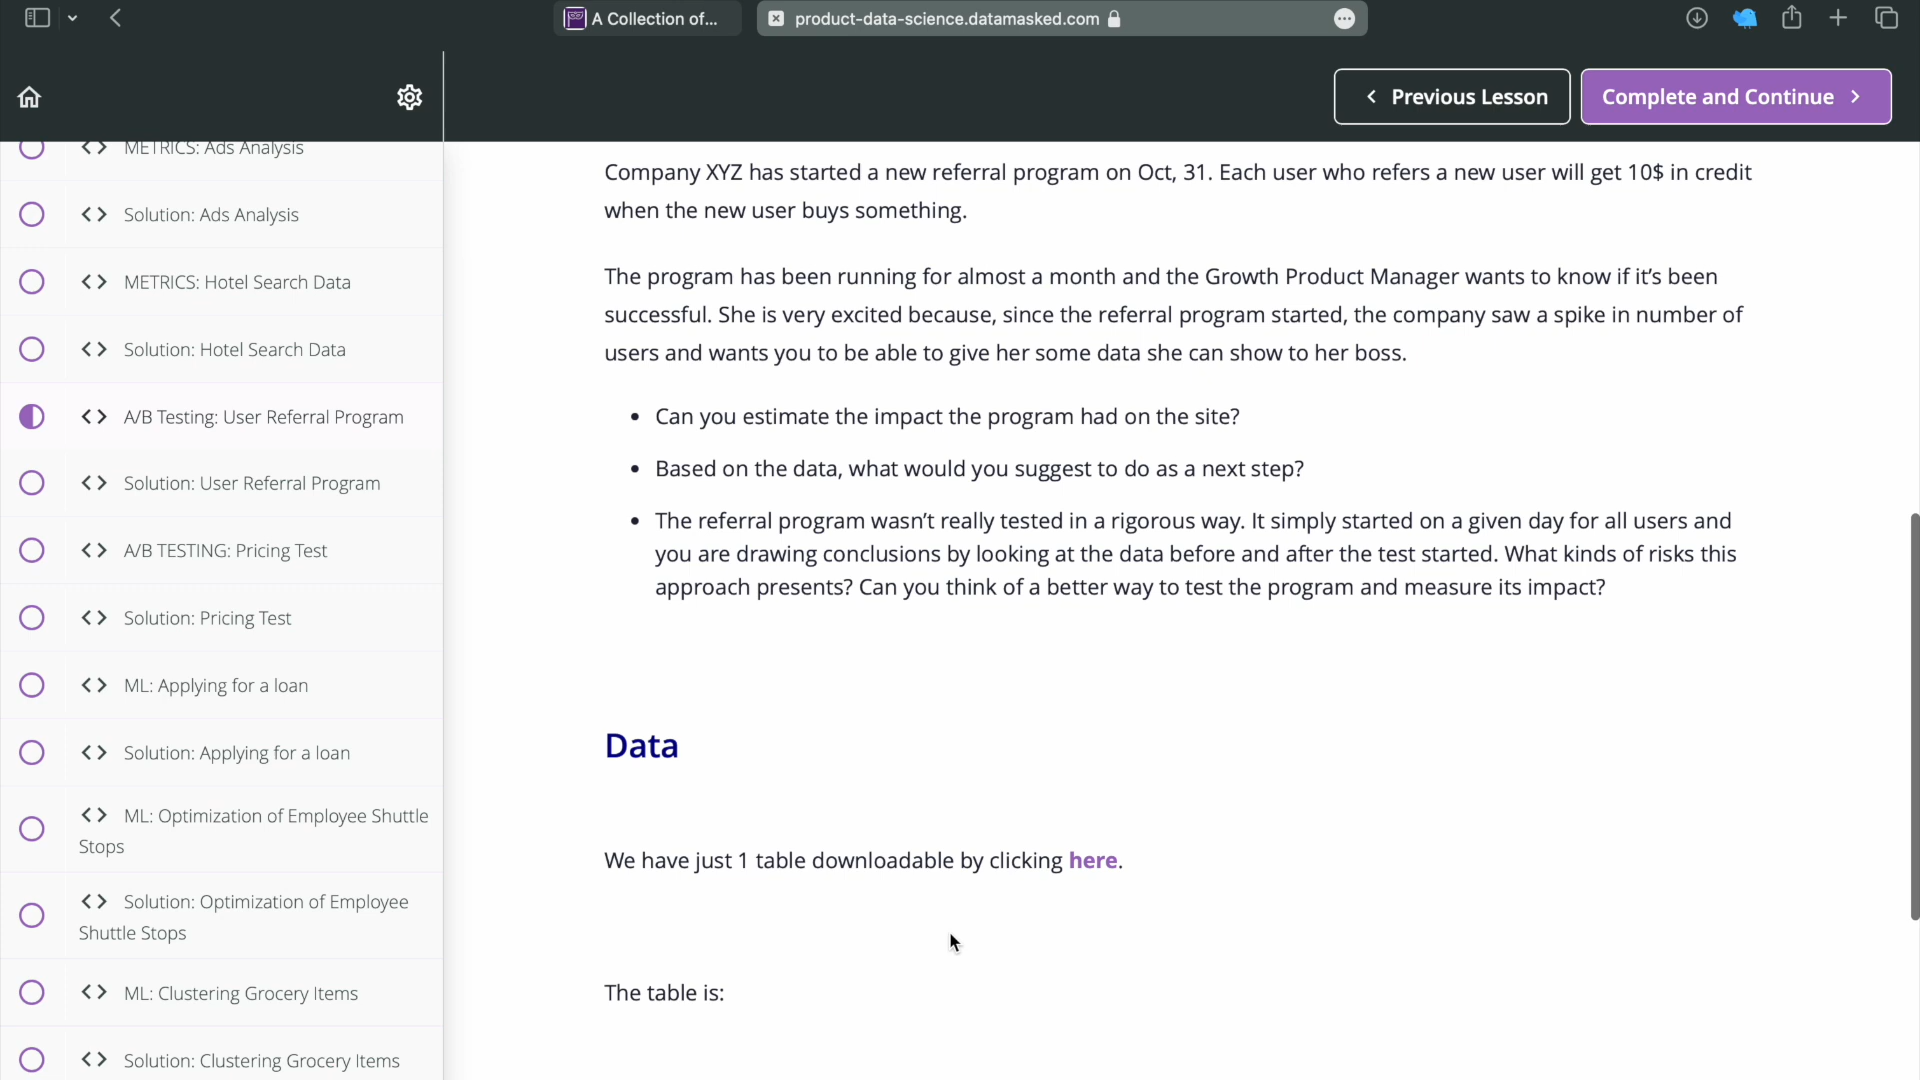 A Collection of...
product-data-science.datamasked.com
Previous Lesson
Complete and Continue
METRICS: Ads Analysis
Solution: Ads Analysis
METRICS: Hotel Search Data
Solution: Hotel Search Data
A/B Testing: User Referral Program
Solution: User Referral Program
A/B TESTING: Pricing Test
Solution: Pricing Test
ML: Applying for a loan
Solution: Applying for a loan
ML: Optimization of Employee Shuttle
Stops
Solution: Optimization of Employee
Shuttle Stops
ML: Clustering Grocery Items
Solution: Clustering Grocery Items
Company XYZ has started a new referral program on Oct, 31. Each user who refers a new user will get 10$ in credit
when the new user buys something.
The program has been running for almost a month and the Growth Product Manager wants to know if it’s been
successful. She is very excited because, since the referral program started, the company saw a spike in number of
users and wants you to be able to give her some data she can show to her boss.
• Can you estimate the impact the program had on the site?
• Based on the data, what would you suggest to do as a next step?
• The referral program wasn’t really tested in a rigorous way. It simply started on a given day for all users and
you are drawing conclusions by looking at the data before and after the test started. What kinds of risks this
approach presents? Can you think of a better way to test the program and measure its impact?
Data
We have just 1 table downloadable by clicking here.
The table is: